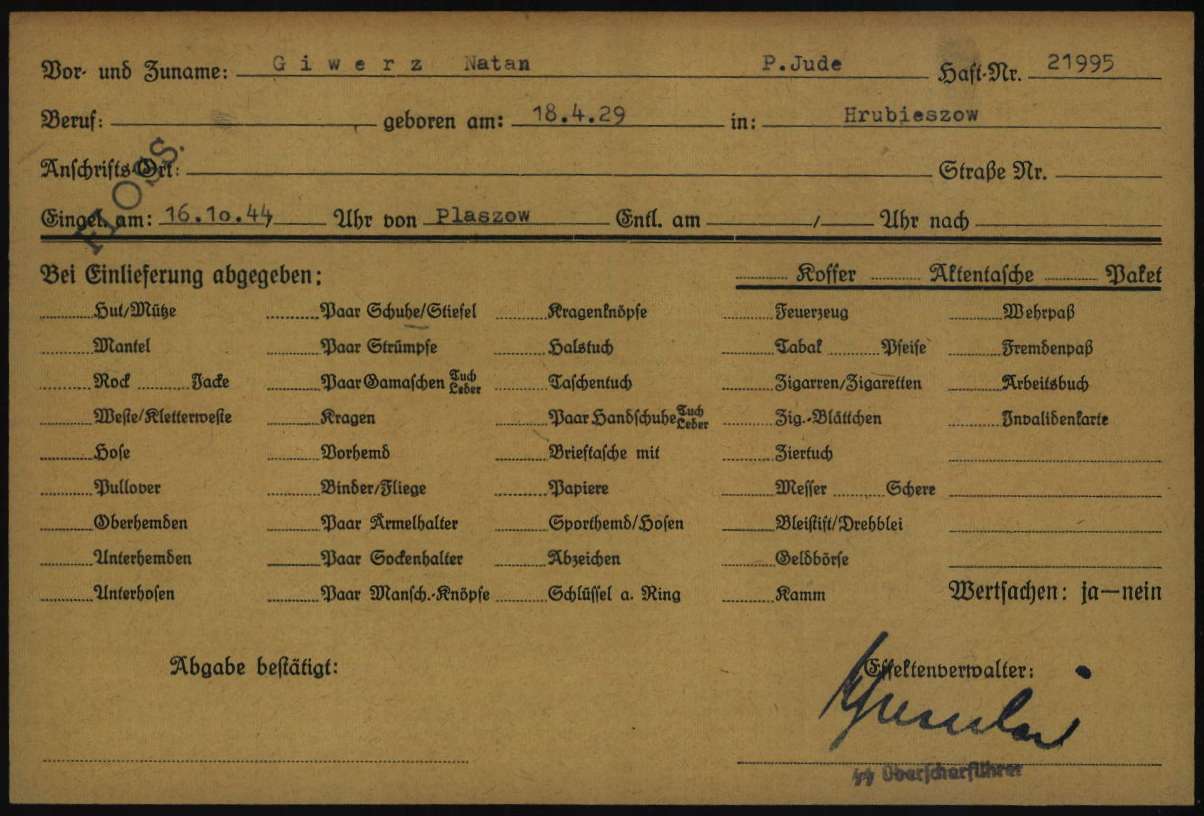 Vor- und Zuname: G i w e r z Natan P.Jude Haft-Nr. 21995
Beruf: geboren am: 18.4.29 in: Hrubieszow
Anschrifts-Ort: Straße Nr.
FLOSS.
Eingel. am: 16.1o.44, Uhr von Plaszow Entl. am / Uhr nach
Bei Einlieferung abgegeben: Koffer Aktentasche Paket
Hut/Mütze Paar Schuhe/Stiefel Kragenknöpfe Feuerzeug Wehrpaß
Mantel Paar Strümpfe Halstuch Tabak Pfeife Fremdenpaß
Rock Jacke Paar Gamaschen Tuch Leder Taschentuch Zigarren/Zigaretten Arbeitsbuch
Weste/Kletterweste Kragen Paar Handschuhe Tuch Leder Zig.-Blättchen Invalidenkarte
Hose Vorhemd Brieftasche mit Ziertuch
Pullover Binder/Fliege Papiere Messer Schere
Oberhemden Paar Ärmelhalter Sporthemd/Hosen Bleistift/Drehblei
Unterhemden Paar Sockenhalter Abzeichen Geldbörse
Unterhosen Paar Mansch.-Knöpfe Schlüssel a. Ring Kamm Wertsachen: ja—nein
Abgabe bestätigt: Effektenverwalter:
ᛋᛋ Oberscharführer